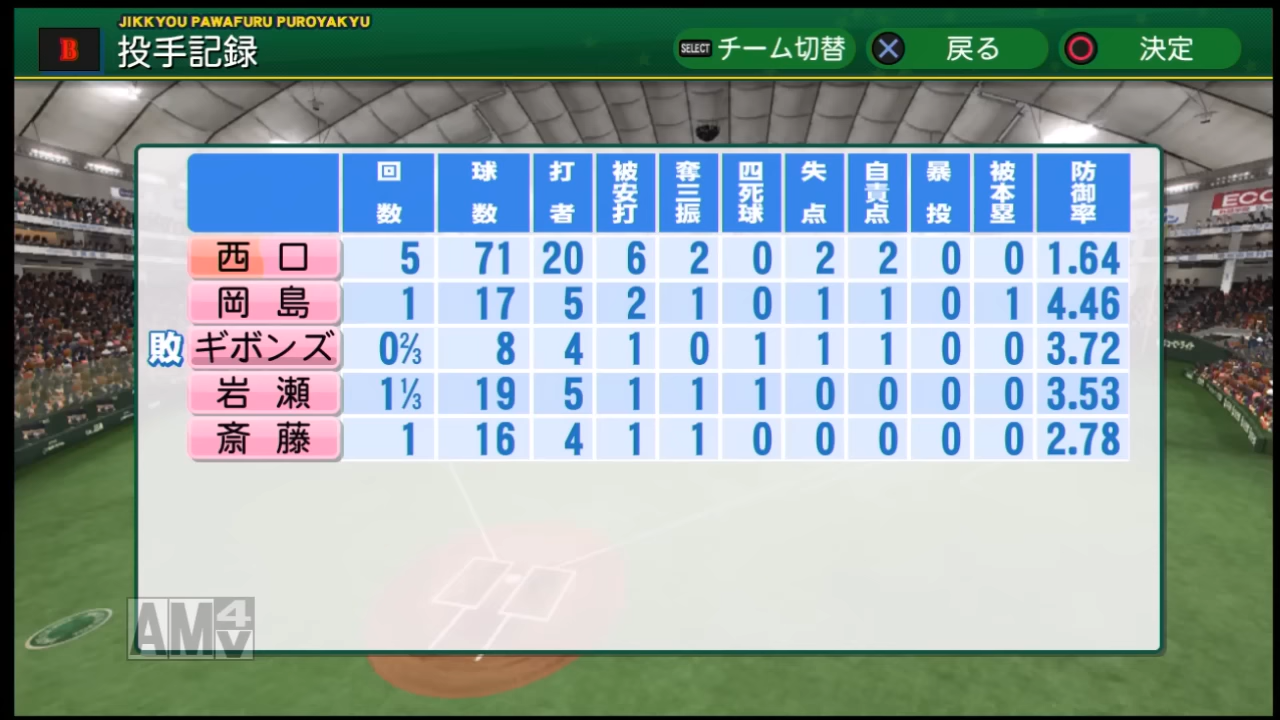 JIKKYOU PAWAFURU PUROYAKYU
B 投手記録 SELECT チーム切替 戻る 決定
回数 球数 打者 被安打 奪三振 四死球 失点 自責点 暴投 被本塁 防御率
西口 5 71 20 6 2 0 2 2 0 0 1.64
岡島 1 17 5 2 1 0 1 1 0 1 4.46
敗 ギボンズ 0⅔ 8 4 1 0 1 1 1 0 0 3.72
岩瀬 1⅓ 19 5 1 1 1 0 0 0 0 3.53
斎藤 1 16 4 1 1 0 0 0 0 0 2.78
AM4V